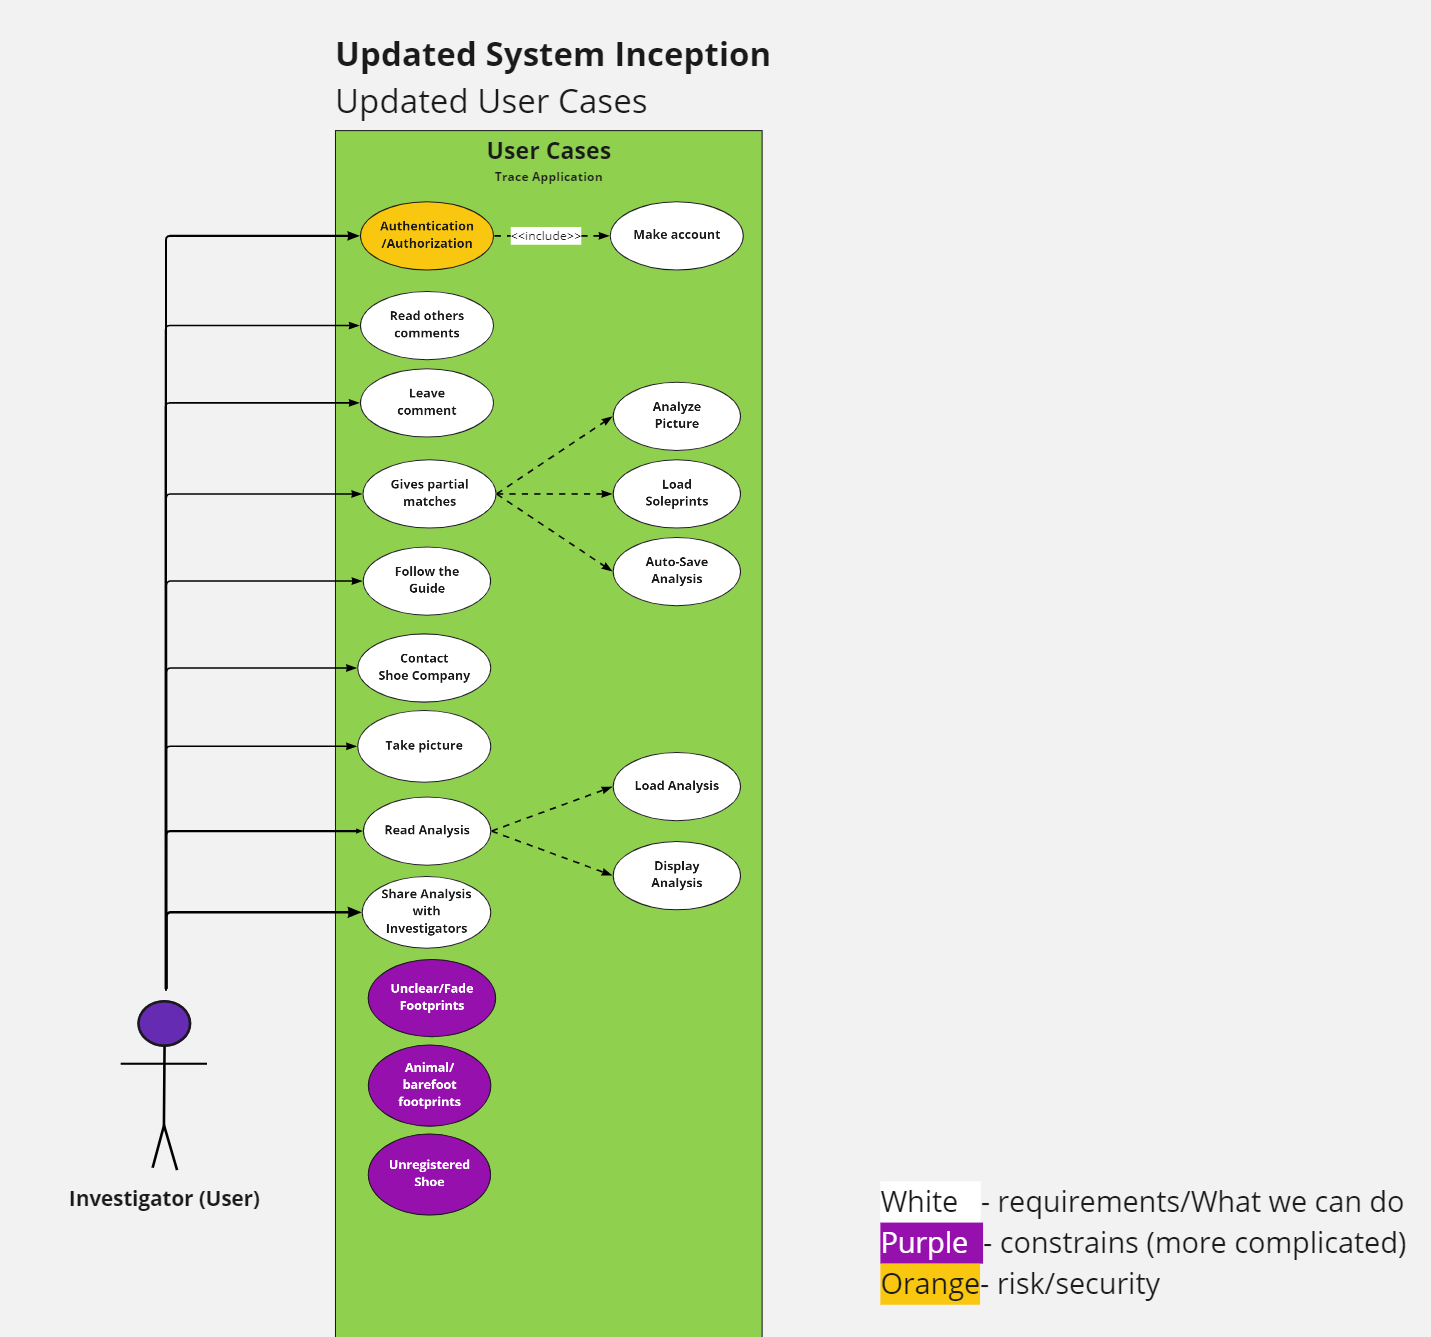 Updated System Inception
Updated User Cases
User Cases
Trace Application
Authentication
/Authorization
<<include>>
Make account
Read others
comments
Leave
comment
Analyze
Picture
Gives partial
matches
Load
Soleprints
Auto-Save
Analysis
Follow the
Guide
Contact
Shoe Company
Take picture
Load Analysis
Read Analysis
Display
Analysis
Share Analysis
with
Investigators
Unclear/Fade
Footprints
Animal/
barefoot
footprints
Unregistered
Shoe
Investigator (User)
White - requirements/What we can do
Purple - constrains (more complicated)
Orange- risk/security